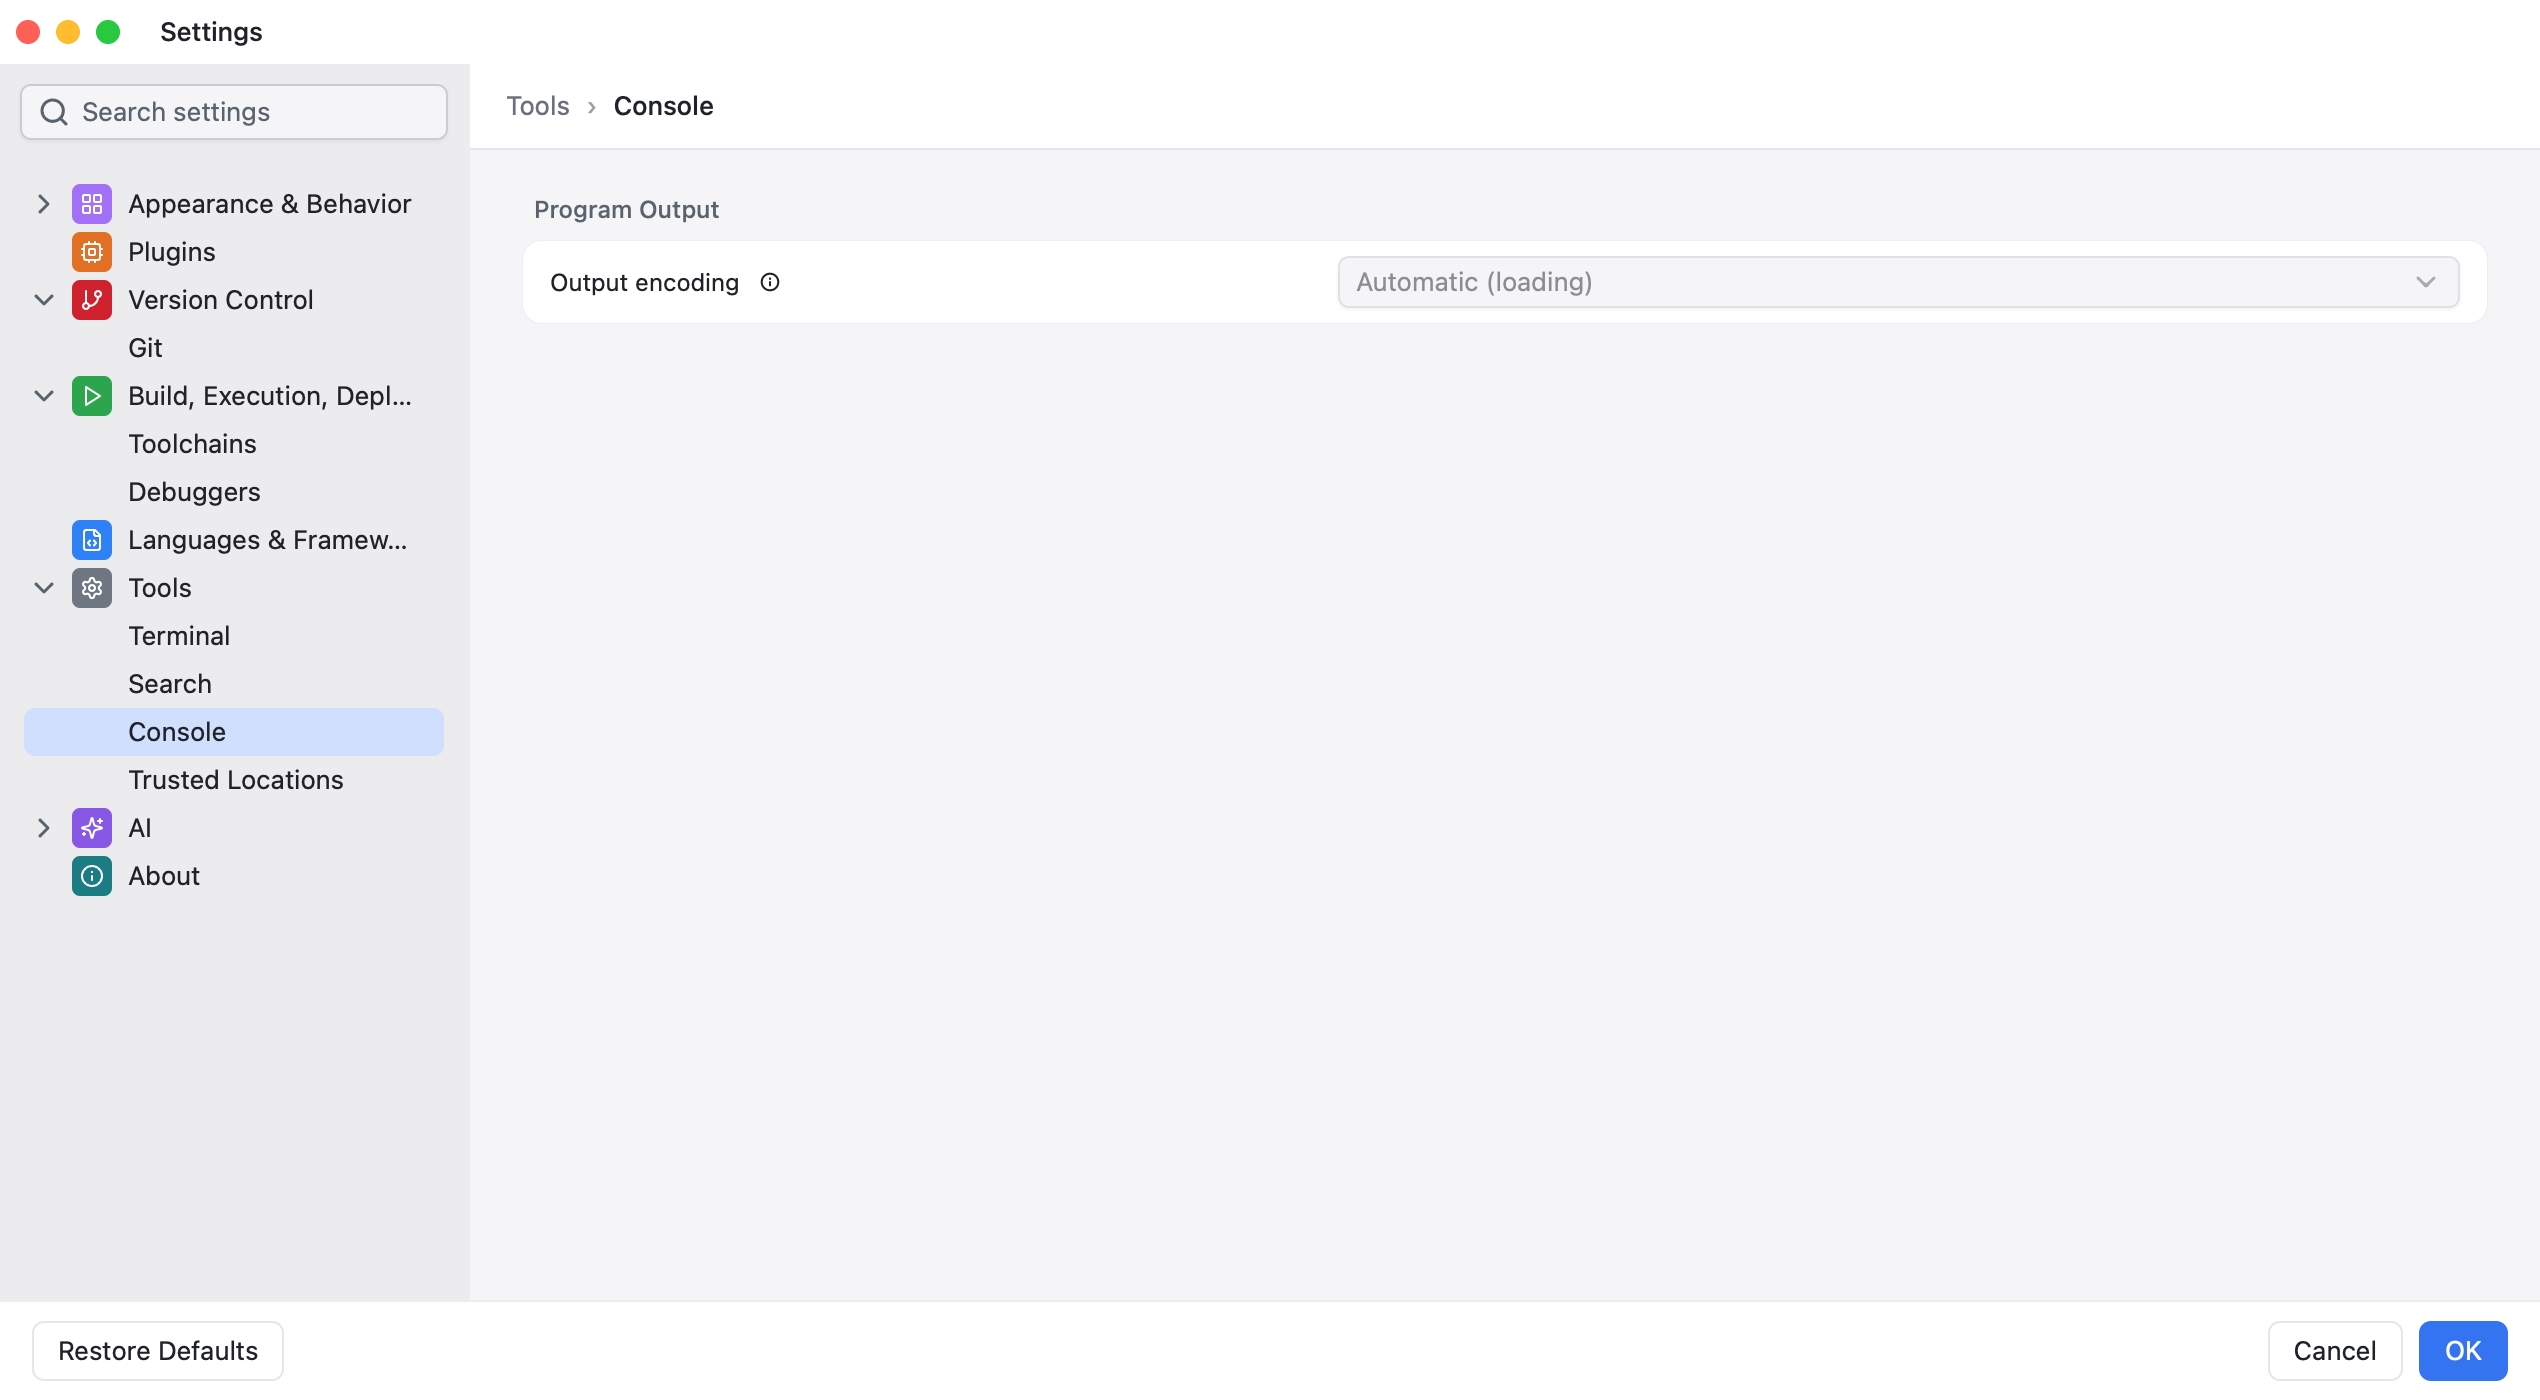 Settings
Search settings
Appearance & Behavior
Plugins
Version Control
Git
Build, Execution, Depl...
Toolchains
Debuggers
Languages & Framew...
Tools
Terminal
Search
Console
Trusted Locations
AI
About
Tools › Console
Program Output
Output encoding
Automatic (loading)
Restore Defaults
Cancel
OK